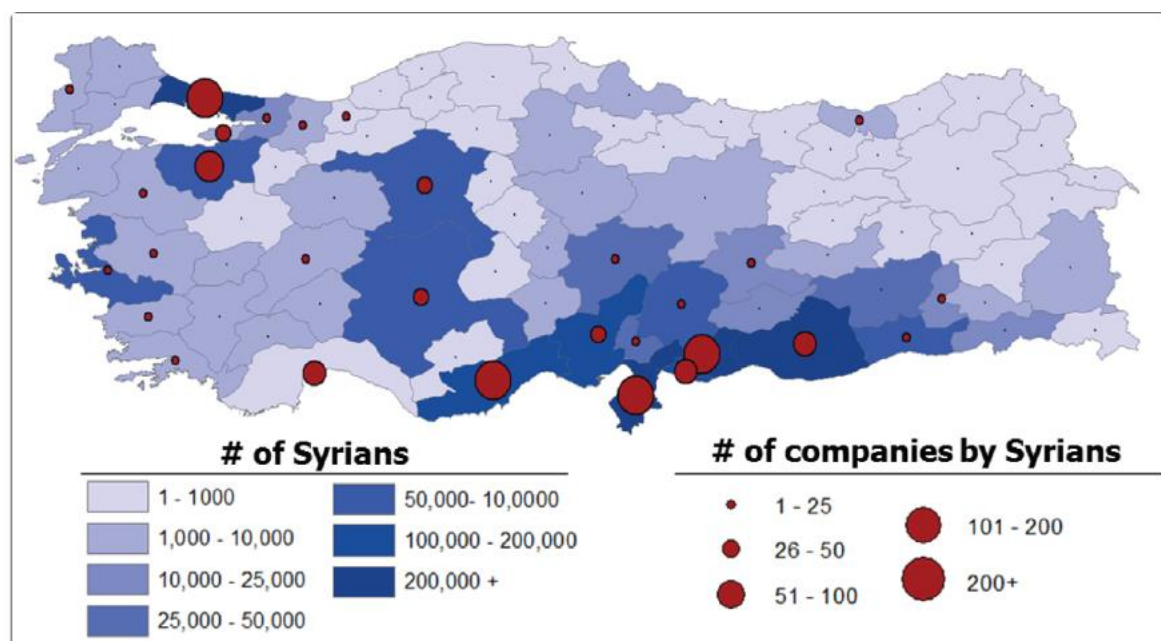 # of Syrians
1 - 1000
1,000 - 10,000
10,000 - 25,000
25,000 - 50,000
50,000- 10,0000
100,000 - 200,000
200,000 +
# of companies by Syrians
1 - 25
26 - 50
51 - 100
101 - 200
200+